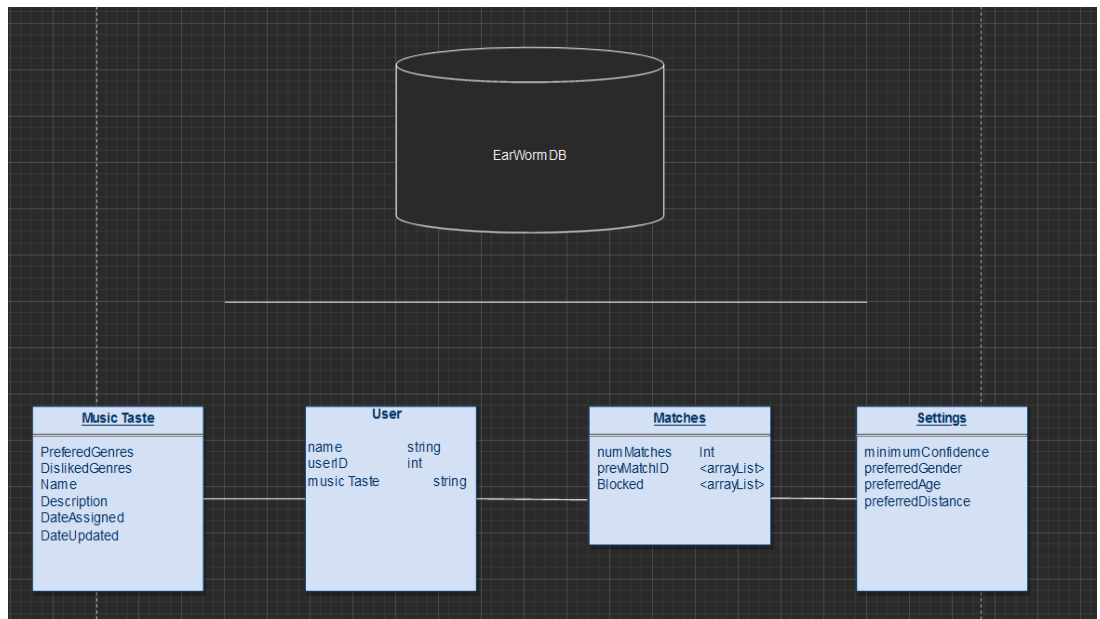 EarWorm DB
Music Taste
PreferedGenres
DislikedGenres
Name
Description
DateAssigned
DateUpdated
User
name string
userID int
music Taste string
Matches
numMatches Int
prevMatchID <arrayList>
Blocked <arrayList>
Settings
minimumConfidence
preferredGender
preferredAge
preferredDistance